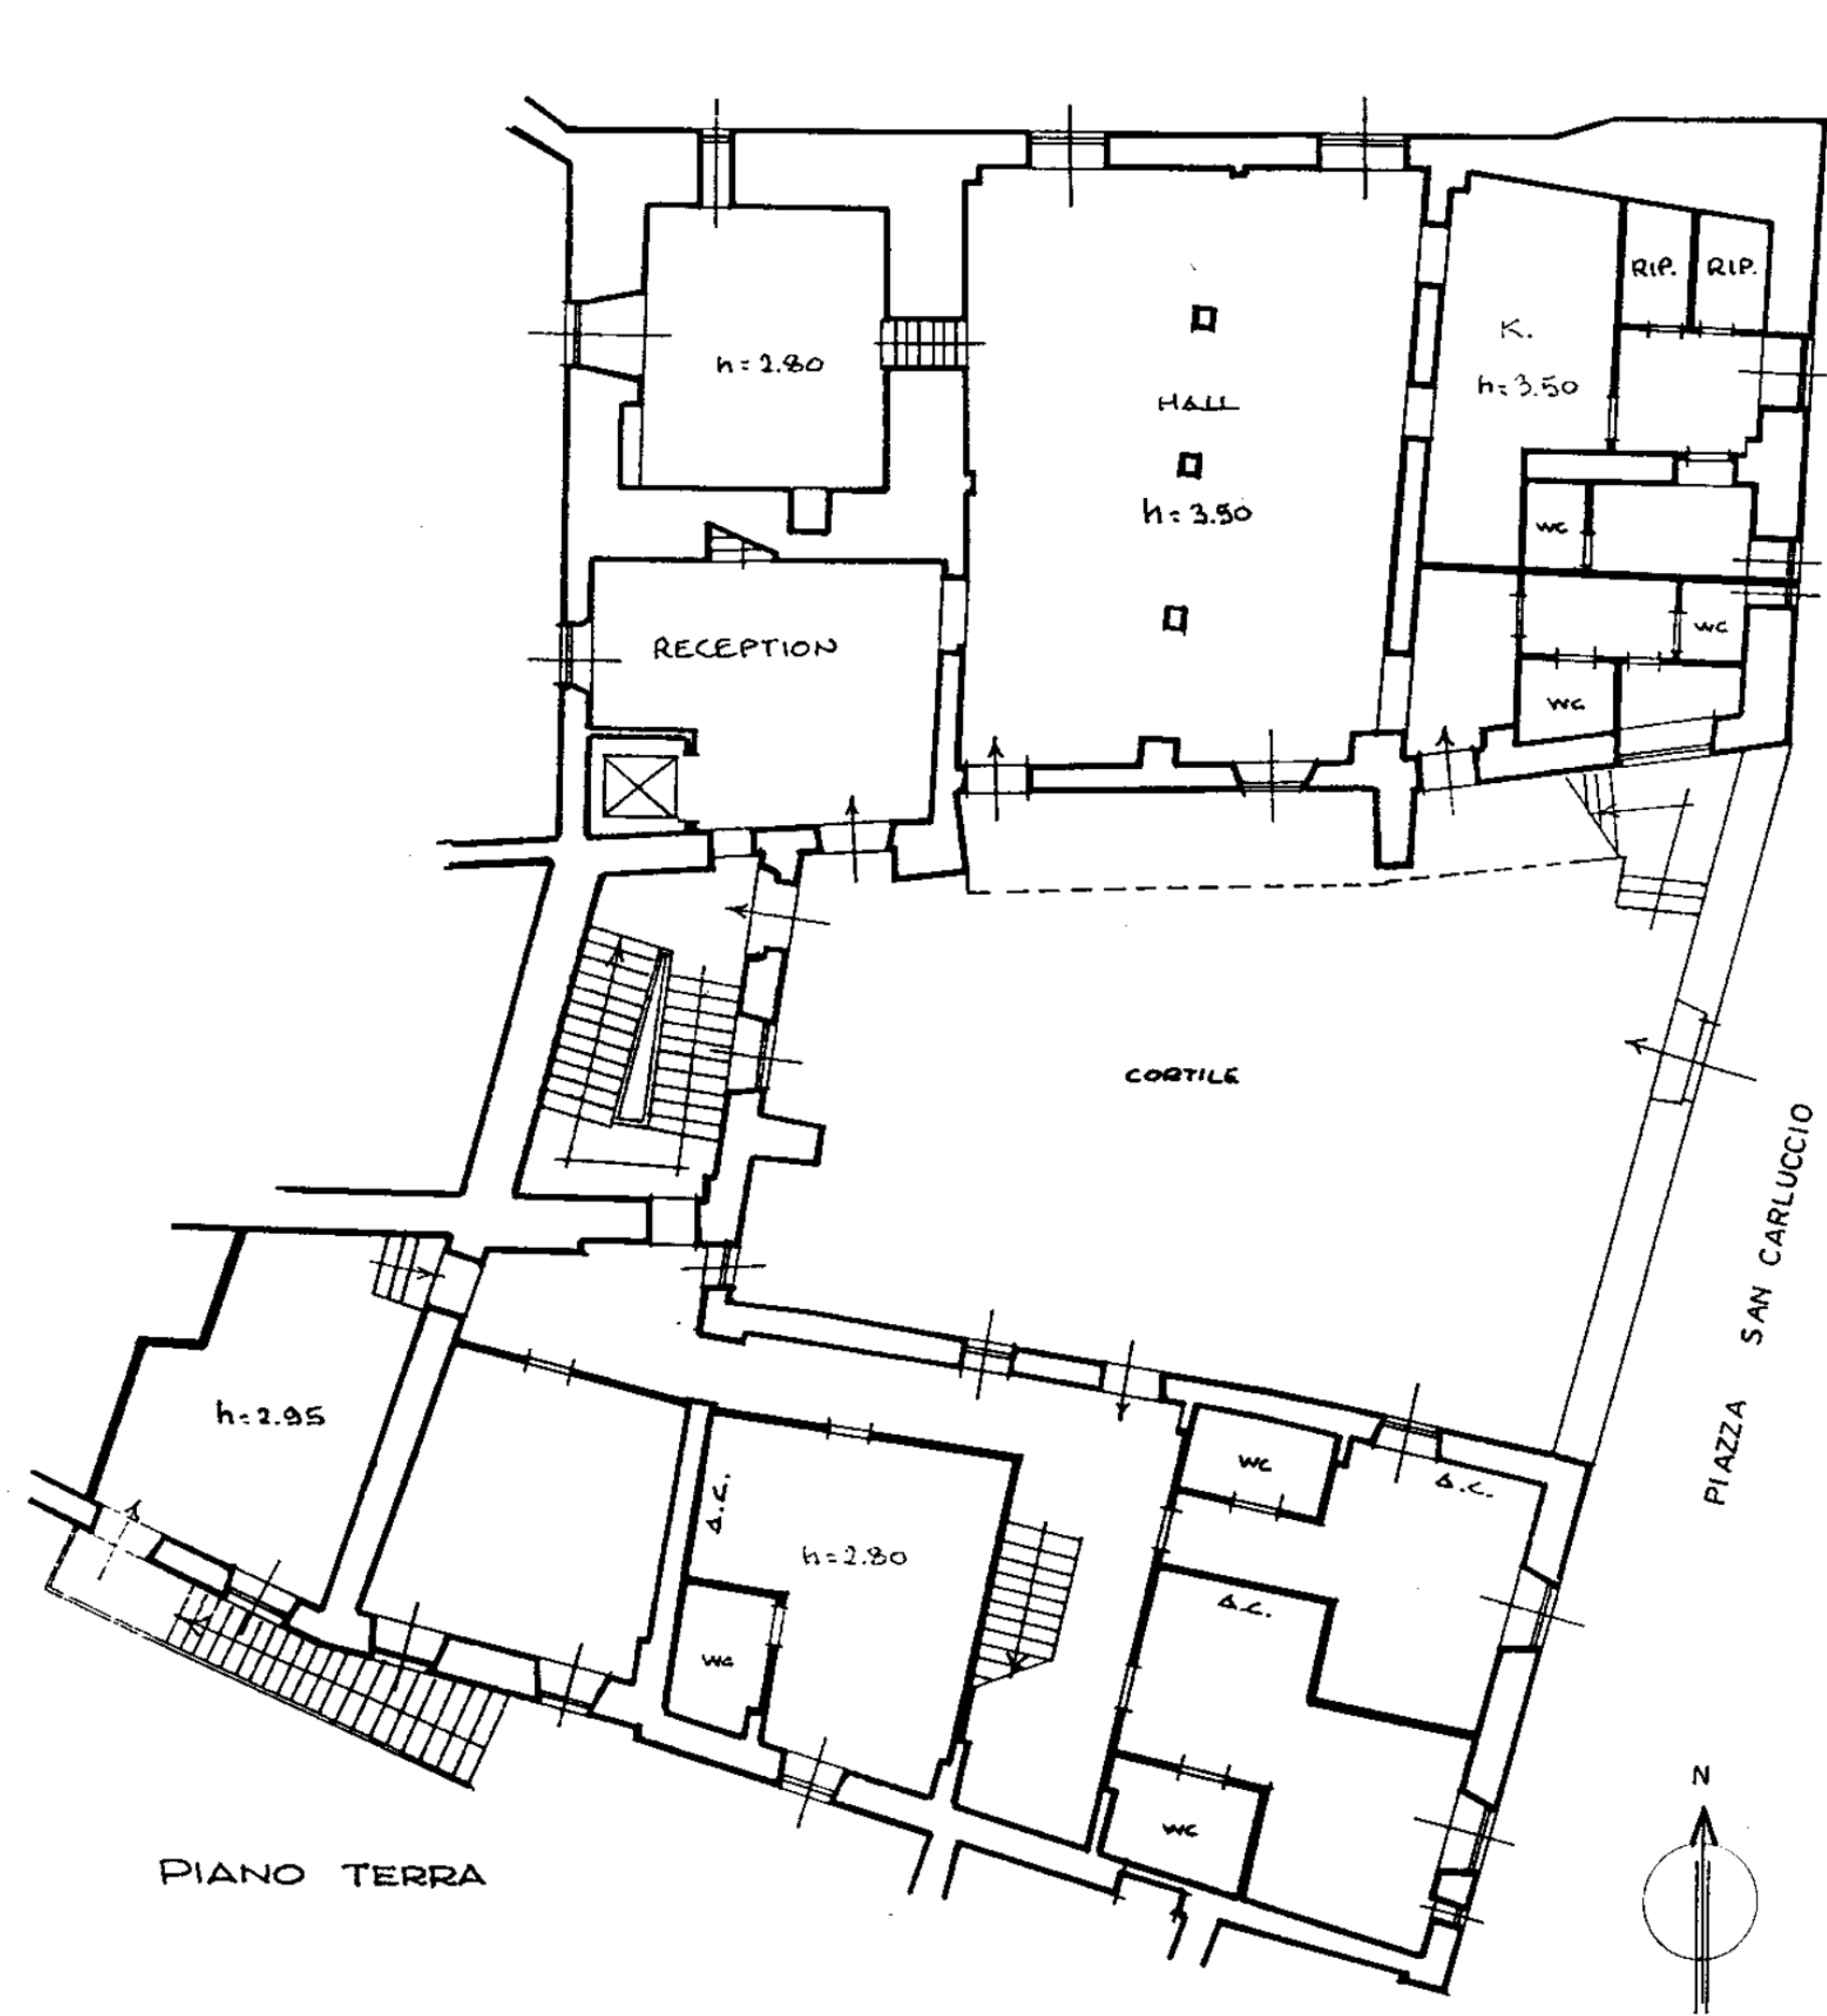 RIP.
RIP.
K.
h=3.50
h=2.80
HALL
h=3.50
WC
RECEPTION
WC
WC
CORTILE
PIAZZA SAN CARLUCCIO
h=2.95
A.C.
WC
A.C.
h=2.80
A.C.
WC
WC
N
PIANO TERRA